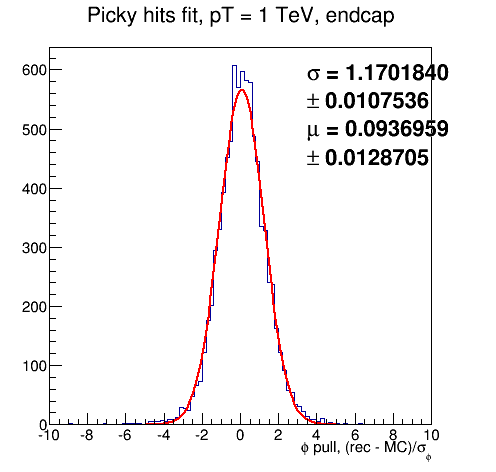 Picky hits fit, pT = 1 TeV, endcap
σ = 1.1701840
± 0.0107536
μ = 0.0936959
± 0.0128705
600
500
400
300
200
100
0
-10 -8 -6 -4 -2 0 2 4 6 8 10
ϕ pull, (rec - MC)/σϕ